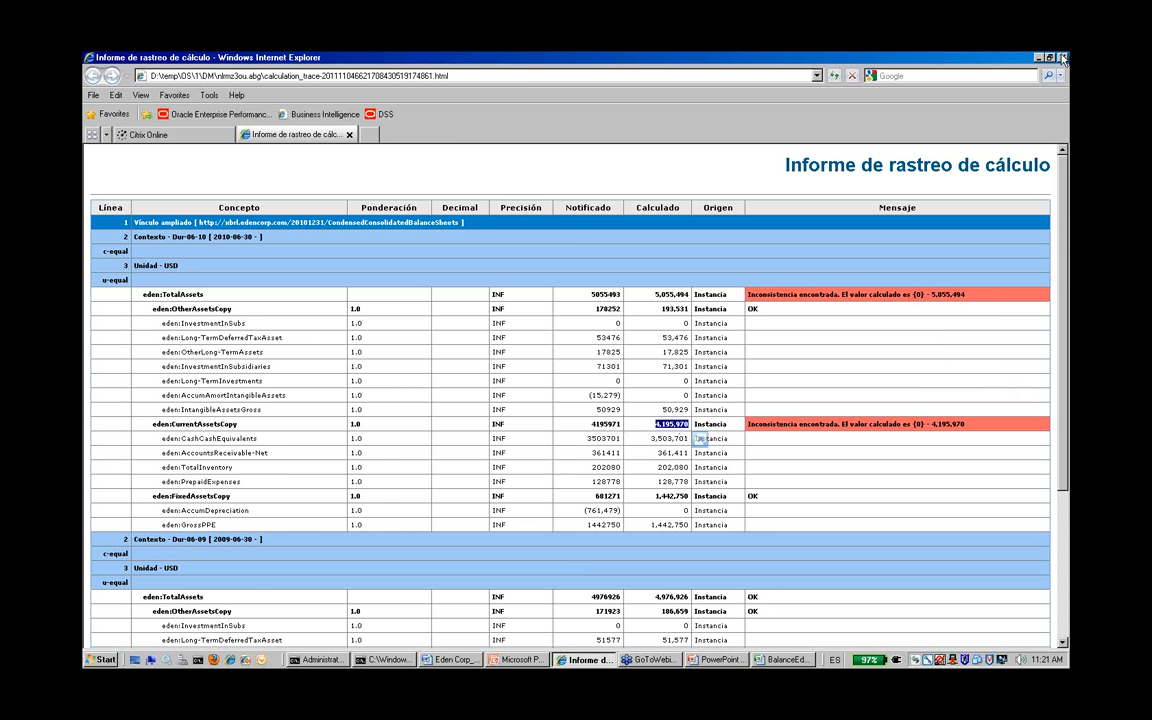 Informe de rastreo de cálculo - Windows Internet Explorer
D:\temp\OS\1\DM\nlrmz3ou.abg\calculation_trace-2011110466217084305191748​61.html Google
File Edit View Favorites Tools Help
Favorites Oracle Enterprise Performanc... Business Intelligence DSS
Citrix Online Informe de rastreo de cálc...
Informe de rastreo de cálculo
Línea Concepto Ponderación Decimal Precisión Notificado Calculado Origen Mensaje
1 Vínculo ampliado [ http://xbrl.edencorp.com/20101231/CondensedConsolidatedBalanceSheets ]
2 Contexto - Dur-06-10 [ 2010-06-30 - ]
c-equal
3 Unidad - USD
u-equal
eden:TotalAssets INF 5055493 5,055,494 Instancia Inconsistencia encontrada. El valor calculado es {0} - 5,055,494
eden:OtherAssetsCopy 1.0 INF 178252 193,531 Instancia OK
eden:InvestmentInSubs 1.0 INF 0 0 Instancia
eden:Long-TermDeferredTaxAsset 1.0 INF 53476 53,476 Instancia
eden:OtherLong-TermAssets 1.0 INF 17825 17,825 Instancia
eden:InvestmentInSubsidiaries 1.0 INF 71301 71,301 Instancia
eden:Long-TermInvestments 1.0 INF 0 0 Instancia
eden:AccumAmortIntangibleAssets 1.0 INF (15,279) 0 Instancia
eden:IntangibleAssetsGross 1.0 INF 50929 50,929 Instancia
eden:CurrentAssetsCopy 1.0 INF 4195971 4,195,970 Instancia Inconsistencia encontrada. El valor calculado es {0} - 4,195,970
eden:CashCashEquivalents 1.0 INF 3503701 3,503,701
eden:AccountsReceivable-Net 1.0 INF 361411 361,411 Instancia
eden:TotalInventory 1.0 INF 202080 202,080 Instancia
eden:PrepaidExpenses 1.0 INF 128778 128,778 Instancia
eden:FixedAssetsCopy 1.0 INF 681271 1,442,750 Instancia OK
eden:AccumDepreciation 1.0 INF (761,479) 0 Instancia
eden:GrossPPE 1.0 INF 1442750 1,442,750 Instancia
2 Contexto - Dur-06-09 [ 2009-06-30 - ]
c-equal
3 Unidad - USD
u-equal
eden:TotalAssets INF 4976926 4,976,926 Instancia OK
eden:OtherAssetsCopy 1.0 INF 171923 186,659 Instancia OK
eden:InvestmentInSubs 1.0 INF 0 0 Instancia
eden:Long-TermDeferredTaxAsset 1.0 INF 51577 51,577 Instancia
Start Administrat... C:\Window... Eden Corp_... Microsoft P... Informe d... GoToWebi... PowerPoint ... BalanceEd... ES 97% 11:21 AM